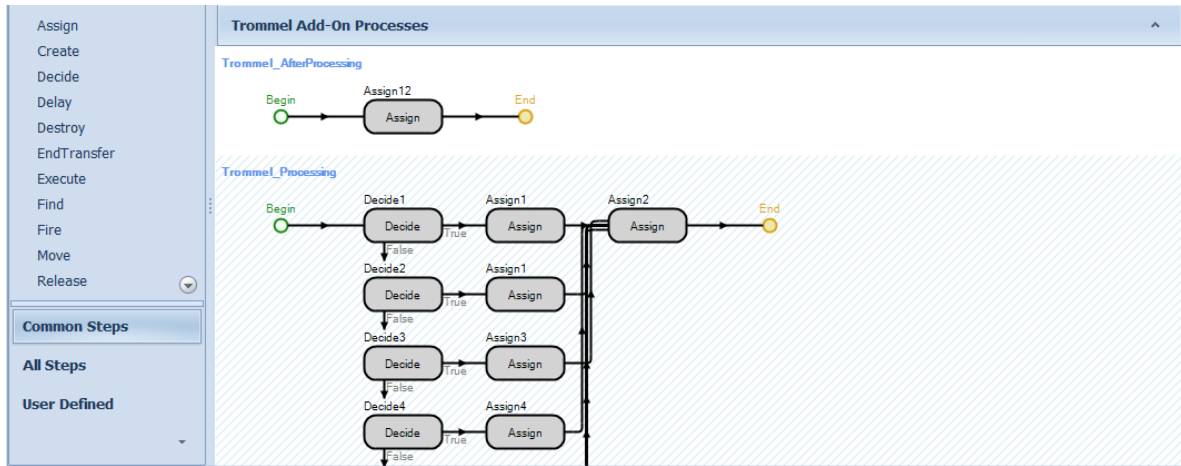 Assign
Create
Decide
Delay
Destroy
EndTransfer
Execute
Find
Fire
Move
Release
Common Steps
All Steps
User Defined
Trommel Add-On Processes
Trommel_AfterProcessing
Begin
Assign12
Assign
End
Trommel_Processing
Begin
Decide1
Decide
True
Assign1
Assign
Assign2
Assign
End
False
Decide2
Decide
True
Assign1
Assign
False
Decide3
Decide
True
Assign3
Assign
False
Decide4
Decide
True
Assign4
Assign
False